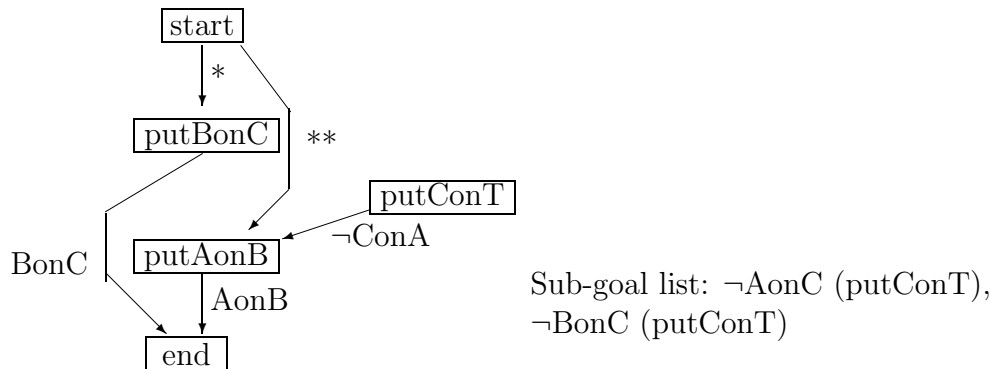 start
*
putBonC
**
putConT
¬ConA
BonC
putAonB
AonB
Sub-goal list: ¬AonC (putConT),
¬BonC (putConT)
end